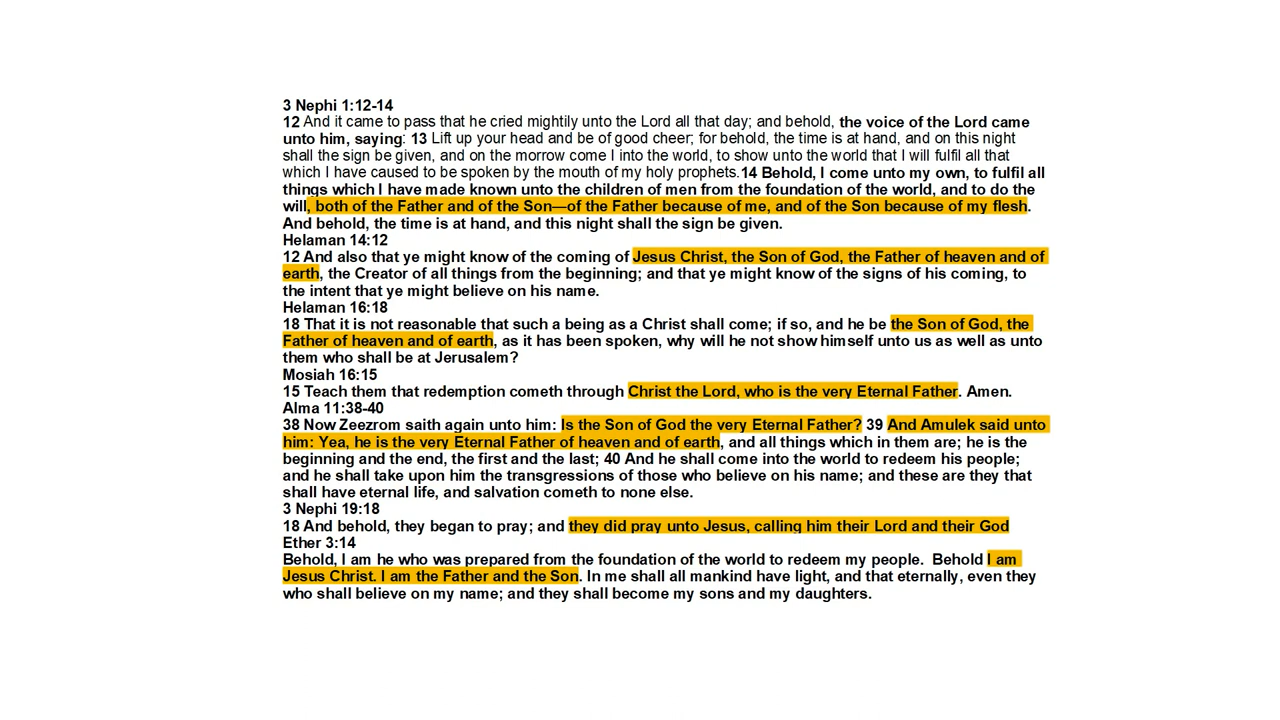 3 Nephi 1:12-14
12 And it came to pass that he cried mightily unto the Lord all that day; and behold, the voice of the Lord came
unto him, saying: 13 Lift up your head and be of good cheer; for behold, the time is at hand, and on this night
shall the sign be given, and on the morrow come I into the world, to show unto the world that I will fulfil all that
which I have caused to be spoken by the mouth of my holy prophets.14 Behold, I come unto my own, to fulfil all
things which I have made known unto the children of men from the foundation of the world, and to do the
will, both of the Father and of the Son—of the Father because of me, and of the Son because of my flesh.
And behold, the time is at hand, and this night shall the sign be given.
Helaman 14:12
12 And also that ye might know of the coming of Jesus Christ, the Son of God, the Father of heaven and of
earth, the Creator of all things from the beginning; and that ye might know of the signs of his coming, to
the intent that ye might believe on his name.
Helaman 16:18
18 That it is not reasonable that such a being as a Christ shall come; if so, and he be the Son of God, the
Father of heaven and of earth, as it has been spoken, why will he not show himself unto us as well as unto
them who shall be at Jerusalem?
Mosiah 16:15
15 Teach them that redemption cometh through Christ the Lord, who is the very Eternal Father. Amen.
Alma 11:38-40
38 Now Zeezrom saith again unto him: Is the Son of God the very Eternal Father? 39 And Amulek said unto
him: Yea, he is the very Eternal Father of heaven and of earth, and all things which in them are; he is the
beginning and the end, the first and the last; 40 And he shall come into the world to redeem his people;
and he shall take upon him the transgressions of those who believe on his name; and these are they that
shall have eternal life, and salvation cometh to none else.
3 Nephi 19:18
18 And behold, they began to pray; and they did pray unto Jesus, calling him their Lord and their God
Ether 3:14
Behold, I am he who was prepared from the foundation of the world to redeem my people.  Behold I am
Jesus Christ. I am the Father and the Son. In me shall all mankind have light, and that eternally, even they
who shall believe on my name; and they shall become my sons and my daughters.